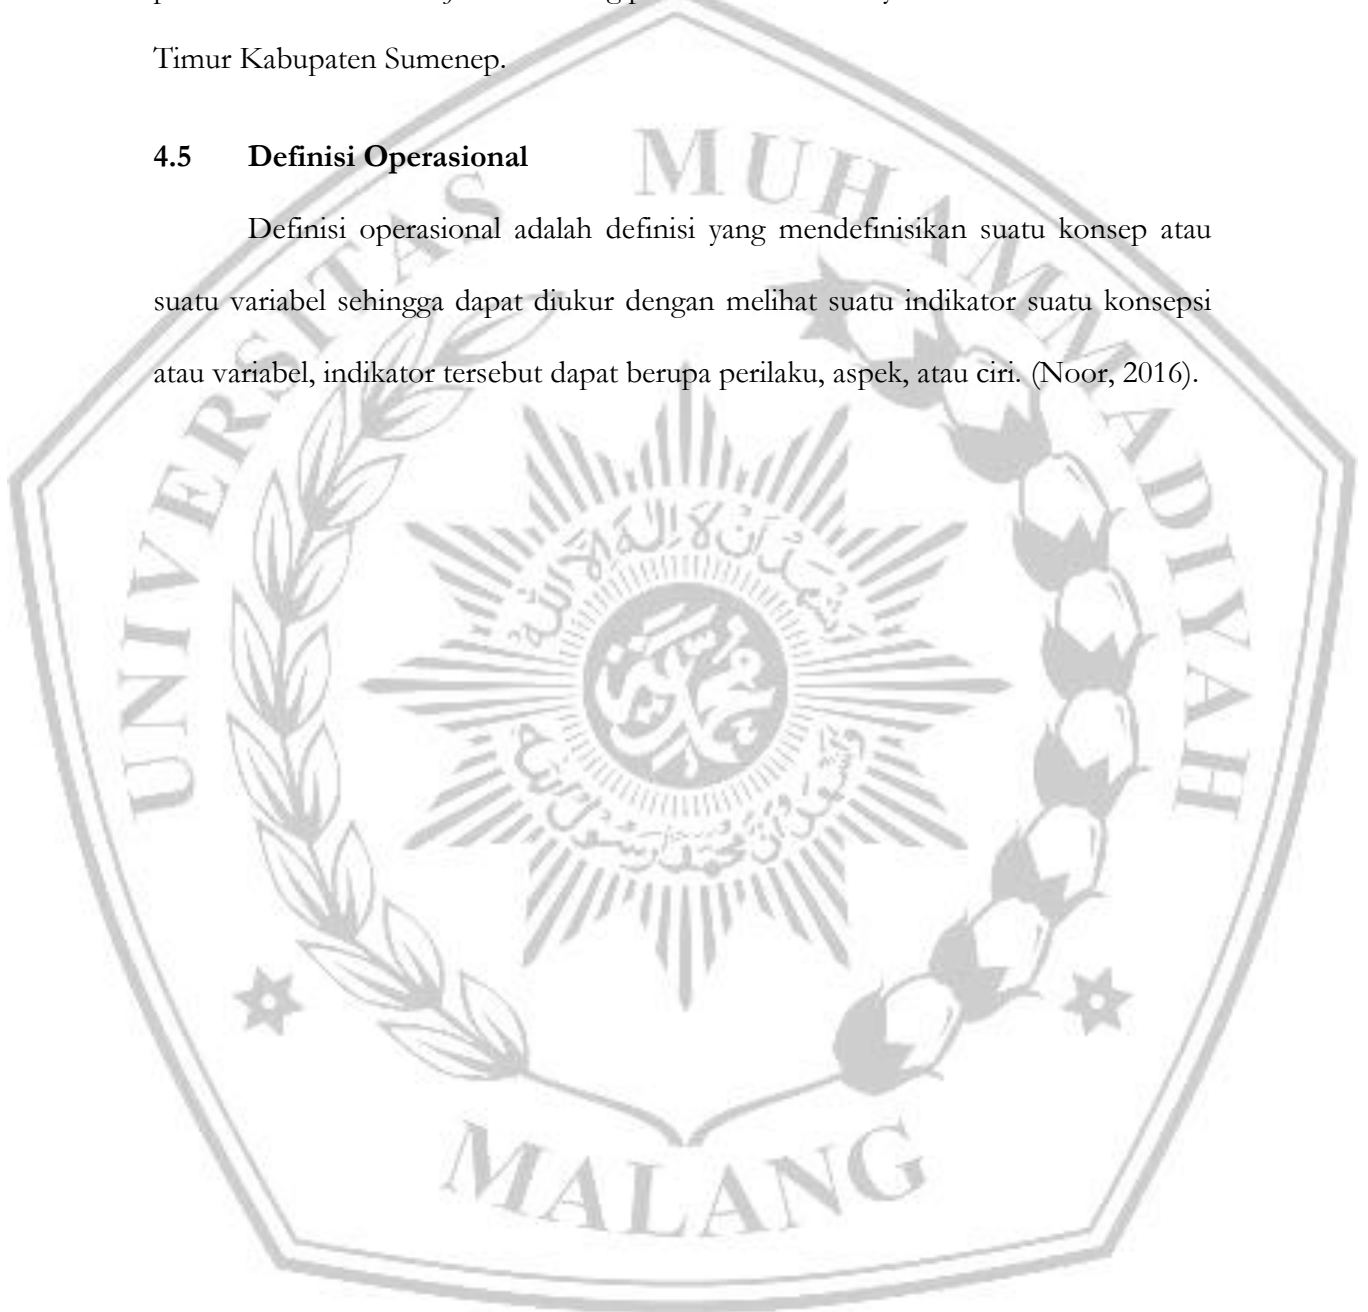 Timur Kabupaten Sumenep.
4.5 Definisi Operasional
Definisi operasional adalah definisi yang mendefinisikan suatu konsep atau
suatu variabel sehingga dapat diukur dengan melihat suatu indikator suatu konsepsi
atau variabel, indikator tersebut dapat berupa perilaku, aspek, atau ciri. (Noor, 2016).
UNIVERSITAS MUHAMMADIYAH
MALANG